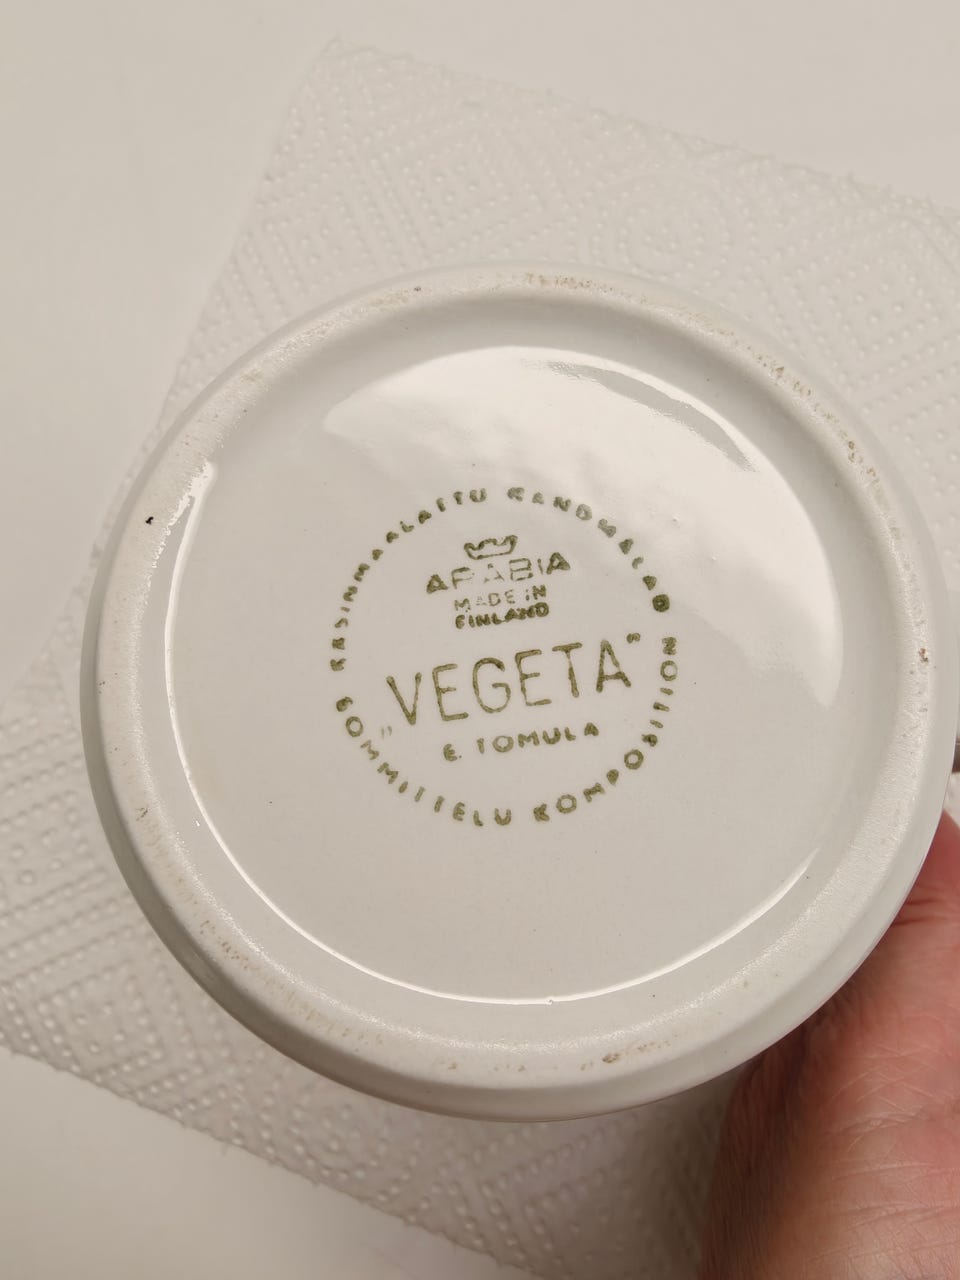 KÄSINMAALATTU HANDMÅLAD
ARABIA
MADE IN
FINLAND
"VEGETA"
E. TOMULA
SOMMITTELU KOMPOSITION